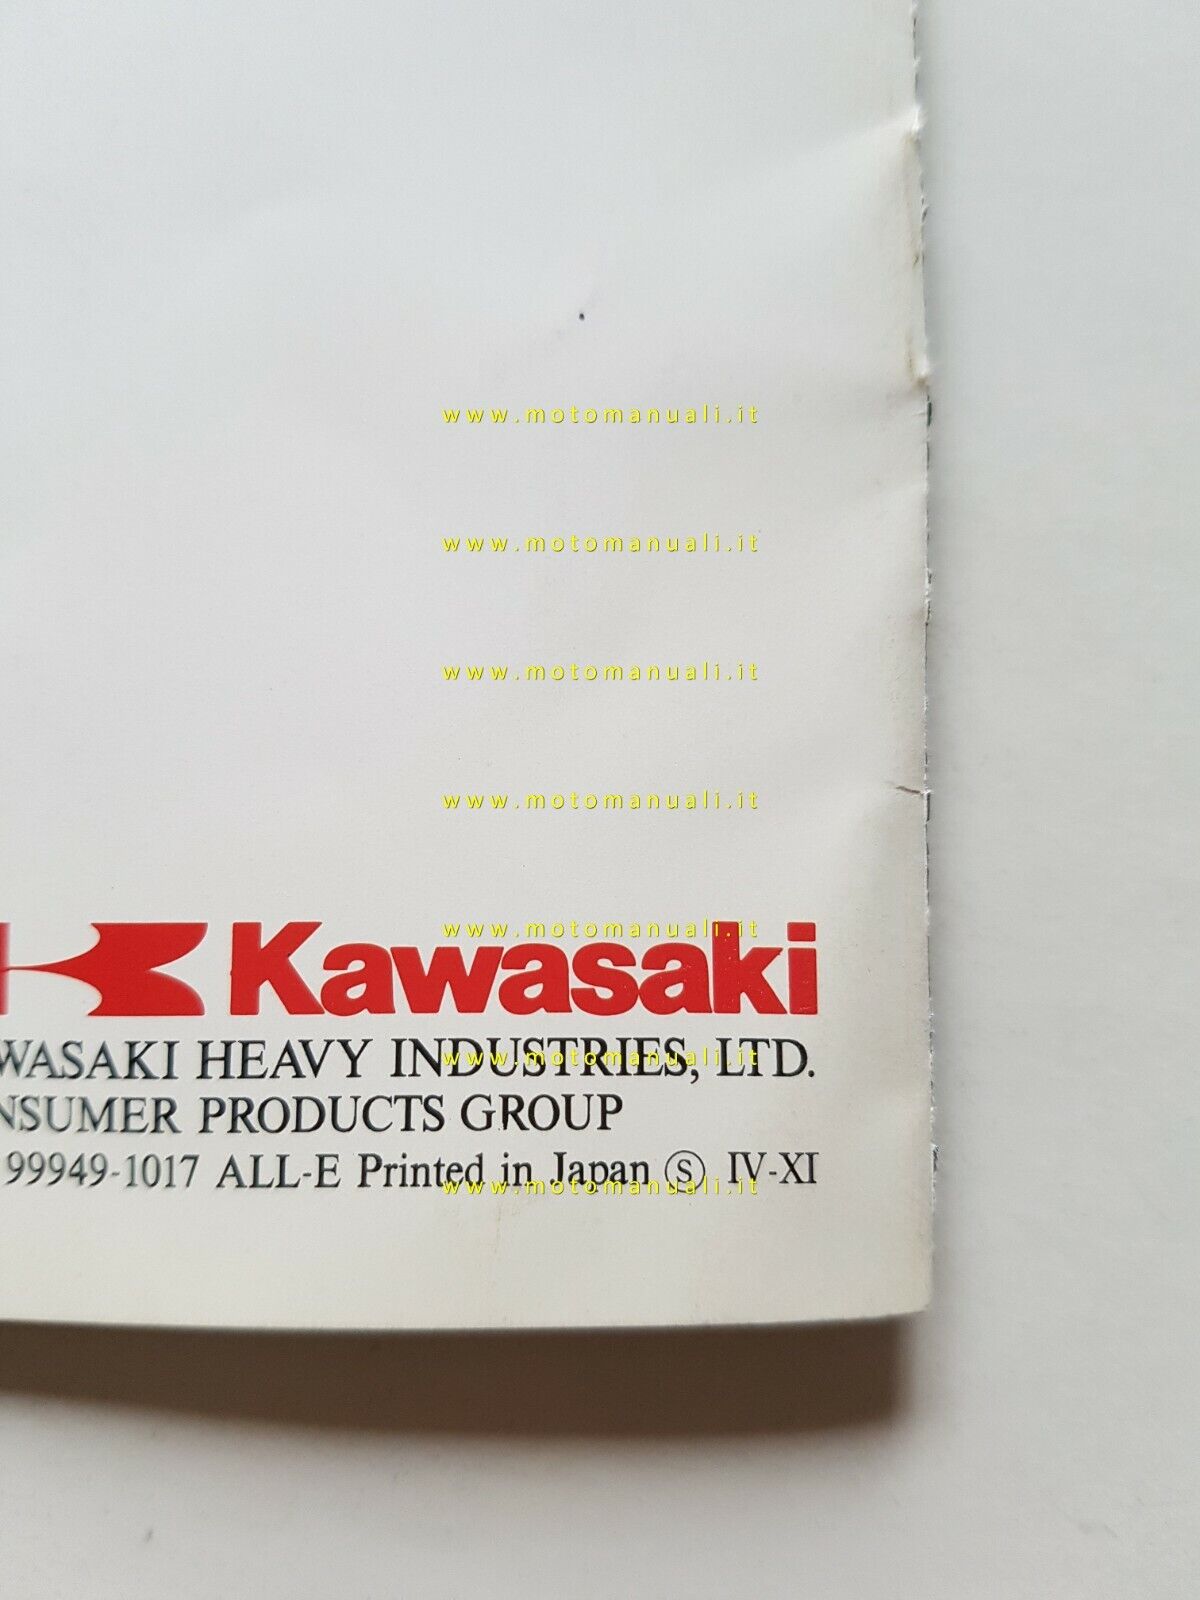 www.motomanuali.it
www.motomanuali.it
www.motomanuali.it
www.motomanuali.it
www.motomanuali.it
Kawasaki
WASAKI HEAVY INDUSTRIES, LTD.
www.motomanuali.it
NSUMER PRODUCTS GROUP
99949-1017 ALL-E Printed in Japan Ⓢ IV-XI
www.motomanuali.it